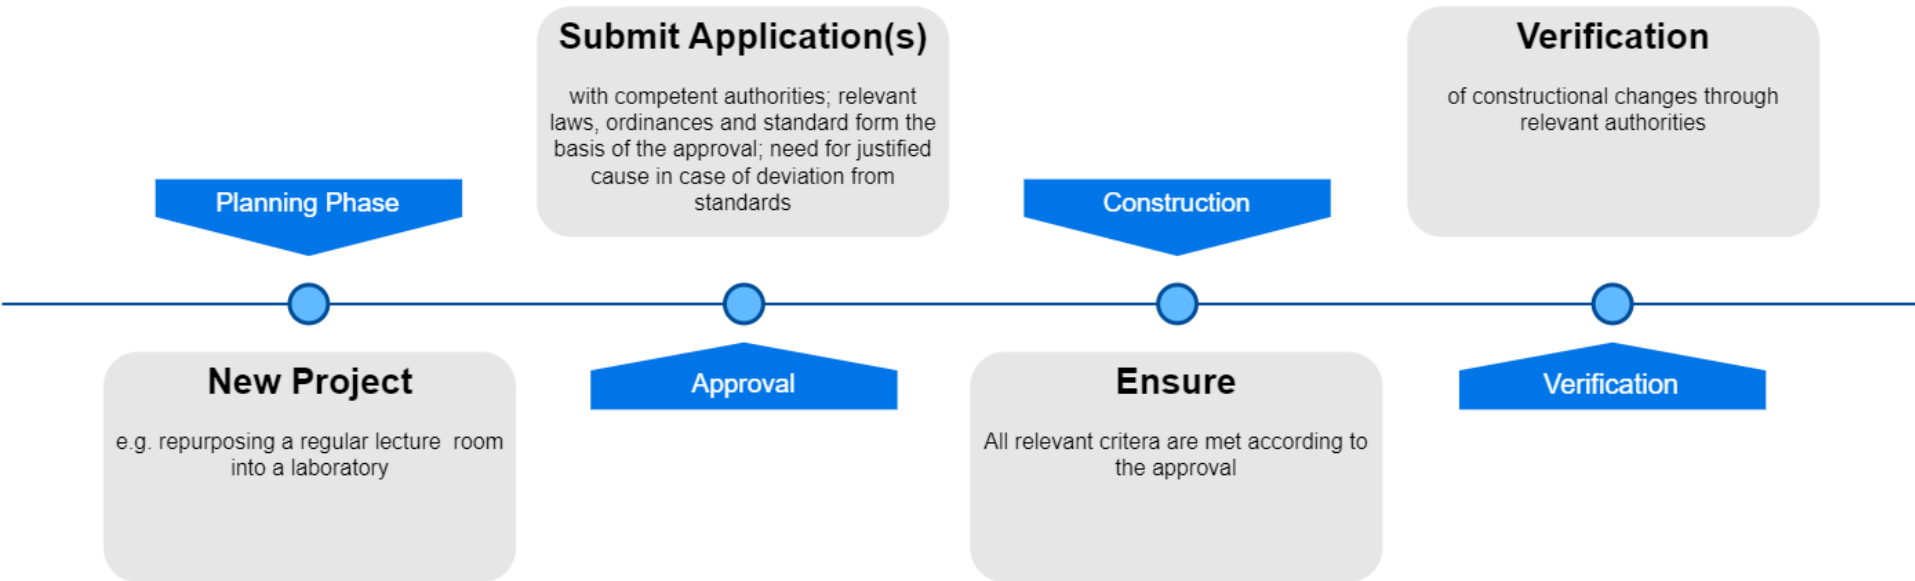 Planning Phase
New Project
e.g. repurposing a regular lecture room
into a laboratory
Submit Application(s)
with competent authorities; relevant
laws, ordinances and standard form the
basis of the approval; need for justified
cause in case of deviation from
standards
Approval
Construction
Ensure
All relevant critera are met according to
the approval
Verification
of constructional changes through
relevant authorities
Verification